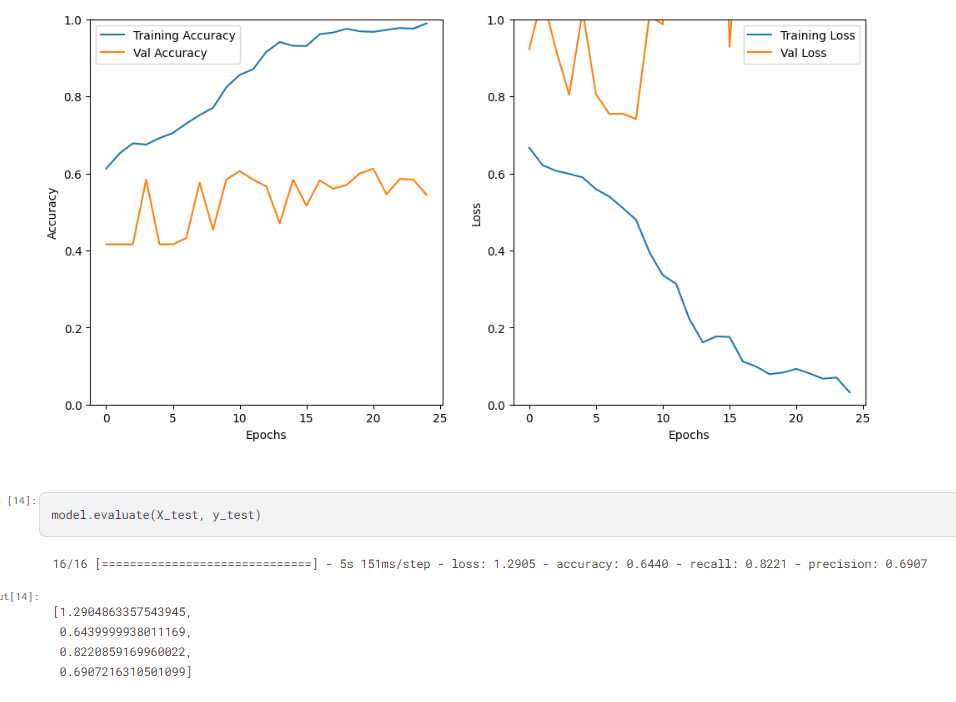 1.0
0.8
0.6
0.4
0.2
0.0
Accuracy
Training Accuracy
Val Accuracy
0 5 10 15 20 25
Epochs
1.0
0.8
0.6
0.4
0.2
0.0
Loss
Training Loss
Val Loss
0 5 10 15 20 25
Epochs
[14]:
model.evaluate(X_test, y_test)
16/16 [==============================] - 5s 151ms/step - loss: 1.2905 - accuracy: 0.6440 - recall: 0.8221 - precision: 0.6907
ut[14]:
[1.2904863357543945,
0.6439999938011169,
0.8220859169960022,
0.6907216310501099]